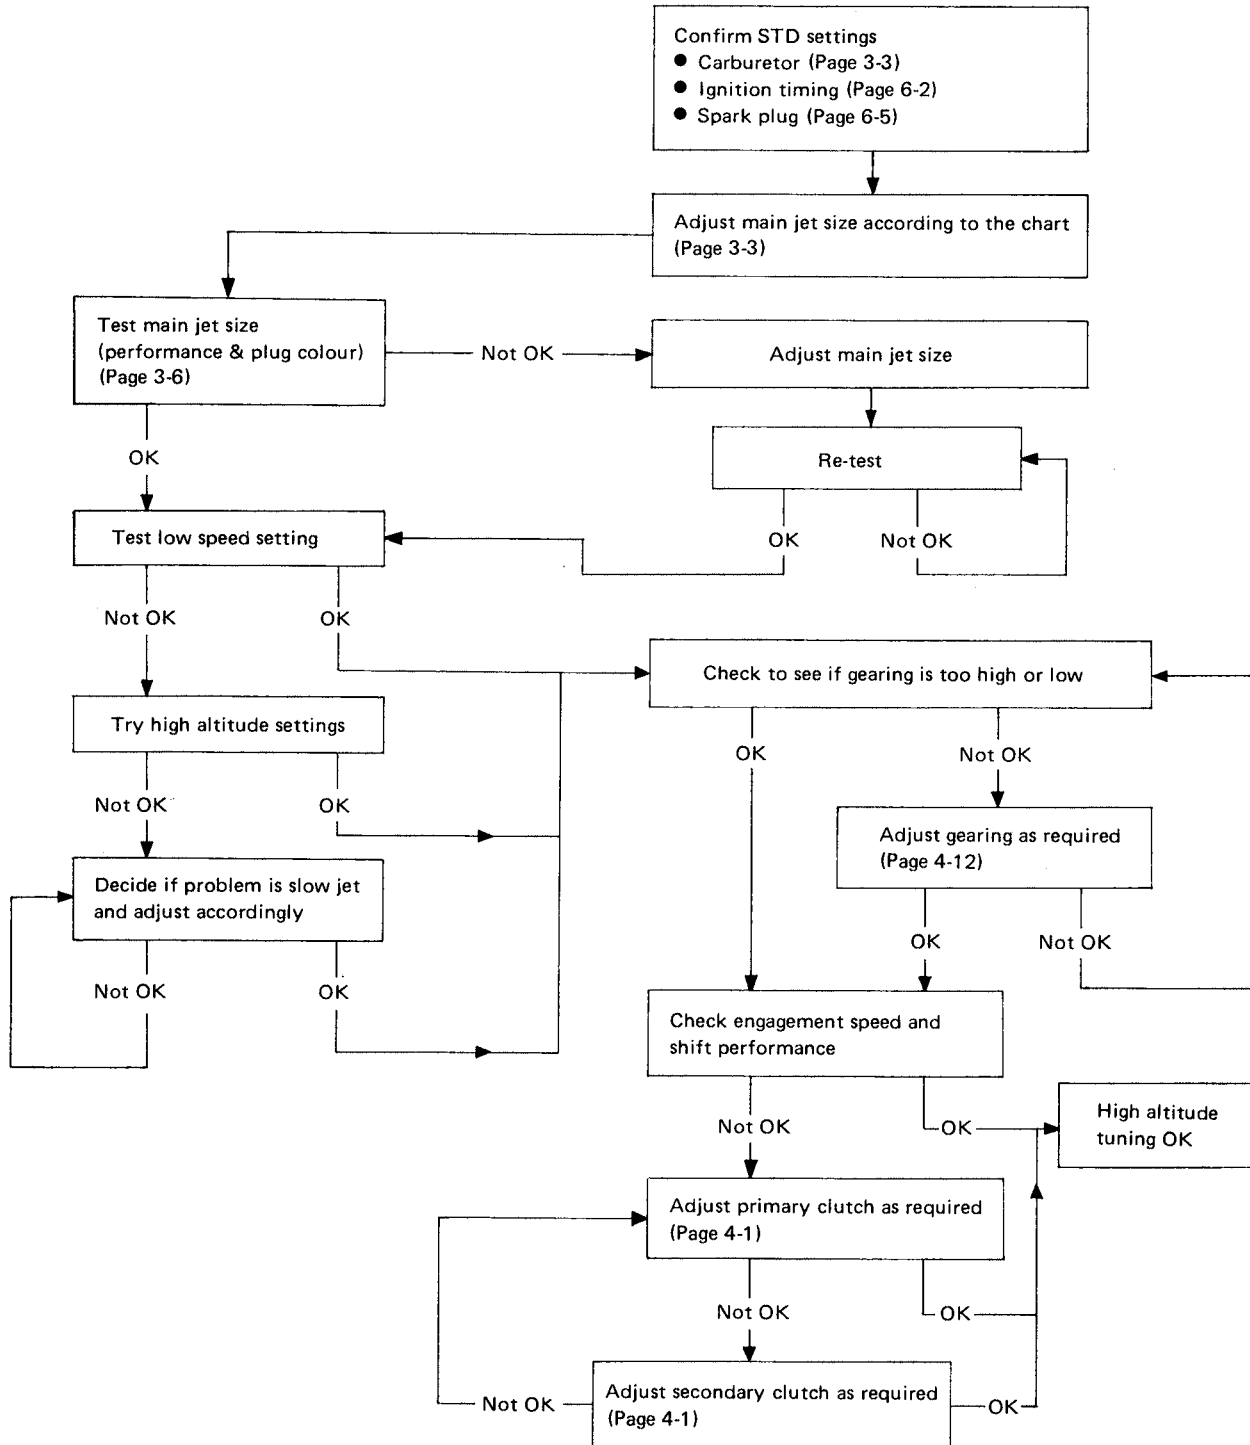 Confirm STD settings
● Carburetor (Page 3-3)
● Ignition timing (Page 6-2)
● Spark plug (Page 6-5)
Adjust main jet size according to the chart
(Page 3-3)
Test main jet size
(performance & plug colour)
(Page 3-6)
Not OK
Adjust main jet size
OK
Re-test
Test low speed setting
OK
Not OK
Not OK
OK
Check to see if gearing is too high or low
Try high altitude settings
OK
Not OK
Not OK
OK
Adjust gearing as required
(Page 4-12)
Decide if problem is slow jet
and adjust accordingly
OK
Not OK
Not OK
OK
Check engagement speed and
shift performance
Not OK
OK
High altitude
tuning OK
Adjust primary clutch as required
(Page 4-1)
Not OK
OK
Not OK
Adjust secondary clutch as required
(Page 4-1)
OK